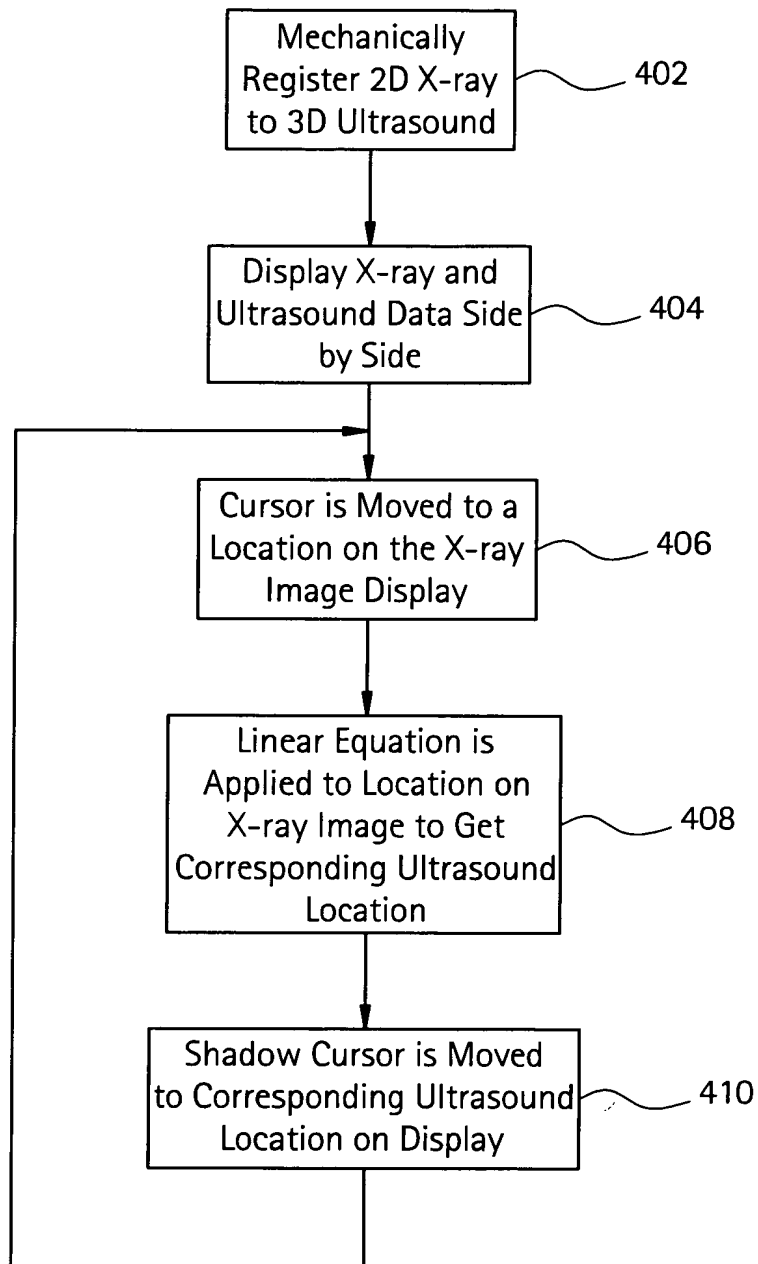 Mechanically
Register 2D X-ray
to 3D Ultrasound
402
Display X-ray and
Ultrasound Data Side
by Side
404
Cursor is Moved to a
Location on the X-ray
Image Display
406
Linear Equation is
Applied to Location on
X-ray Image to Get
Corresponding Ultrasound
Location
408
Shadow Cursor is Moved
to Corresponding Ultrasound
Location on Display
410